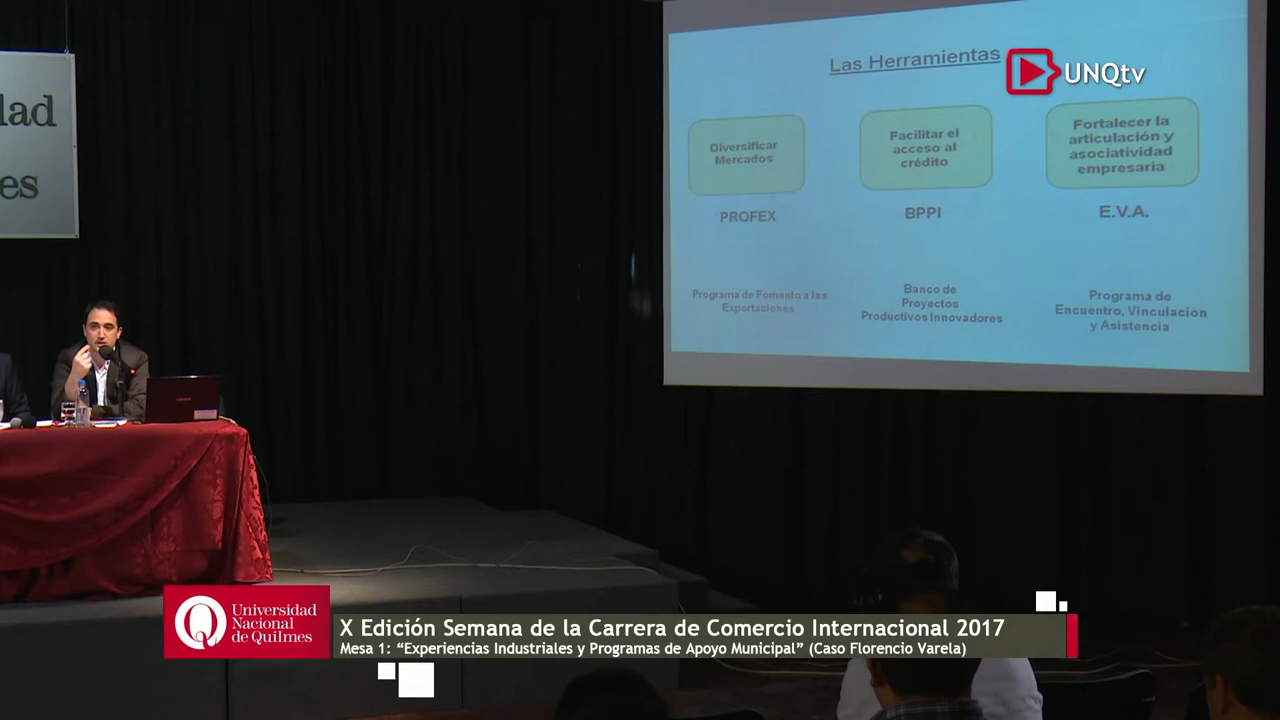 dad
es
Las Herramientas
UNQtv
Diversificar
Mercados
Facilitar el
acceso al
crédito
Fortalecer la
articulación y
asociatividad
empresaria
PROFEX
BPPI
E.V.A.
Programa de Fomento a las
Exportaciones
Banco de
Proyectos
Productivos Innovadores
Programa de
Encuentro, Vinculación
y Asistencia
Universidad
Nacional
de Quilmes
X Edición Semana de la Carrera de Comercio Internacional 2017
Mesa 1: “Experiencias Industriales y Programas de Apoyo Municipal” (Caso Florencio Varela)